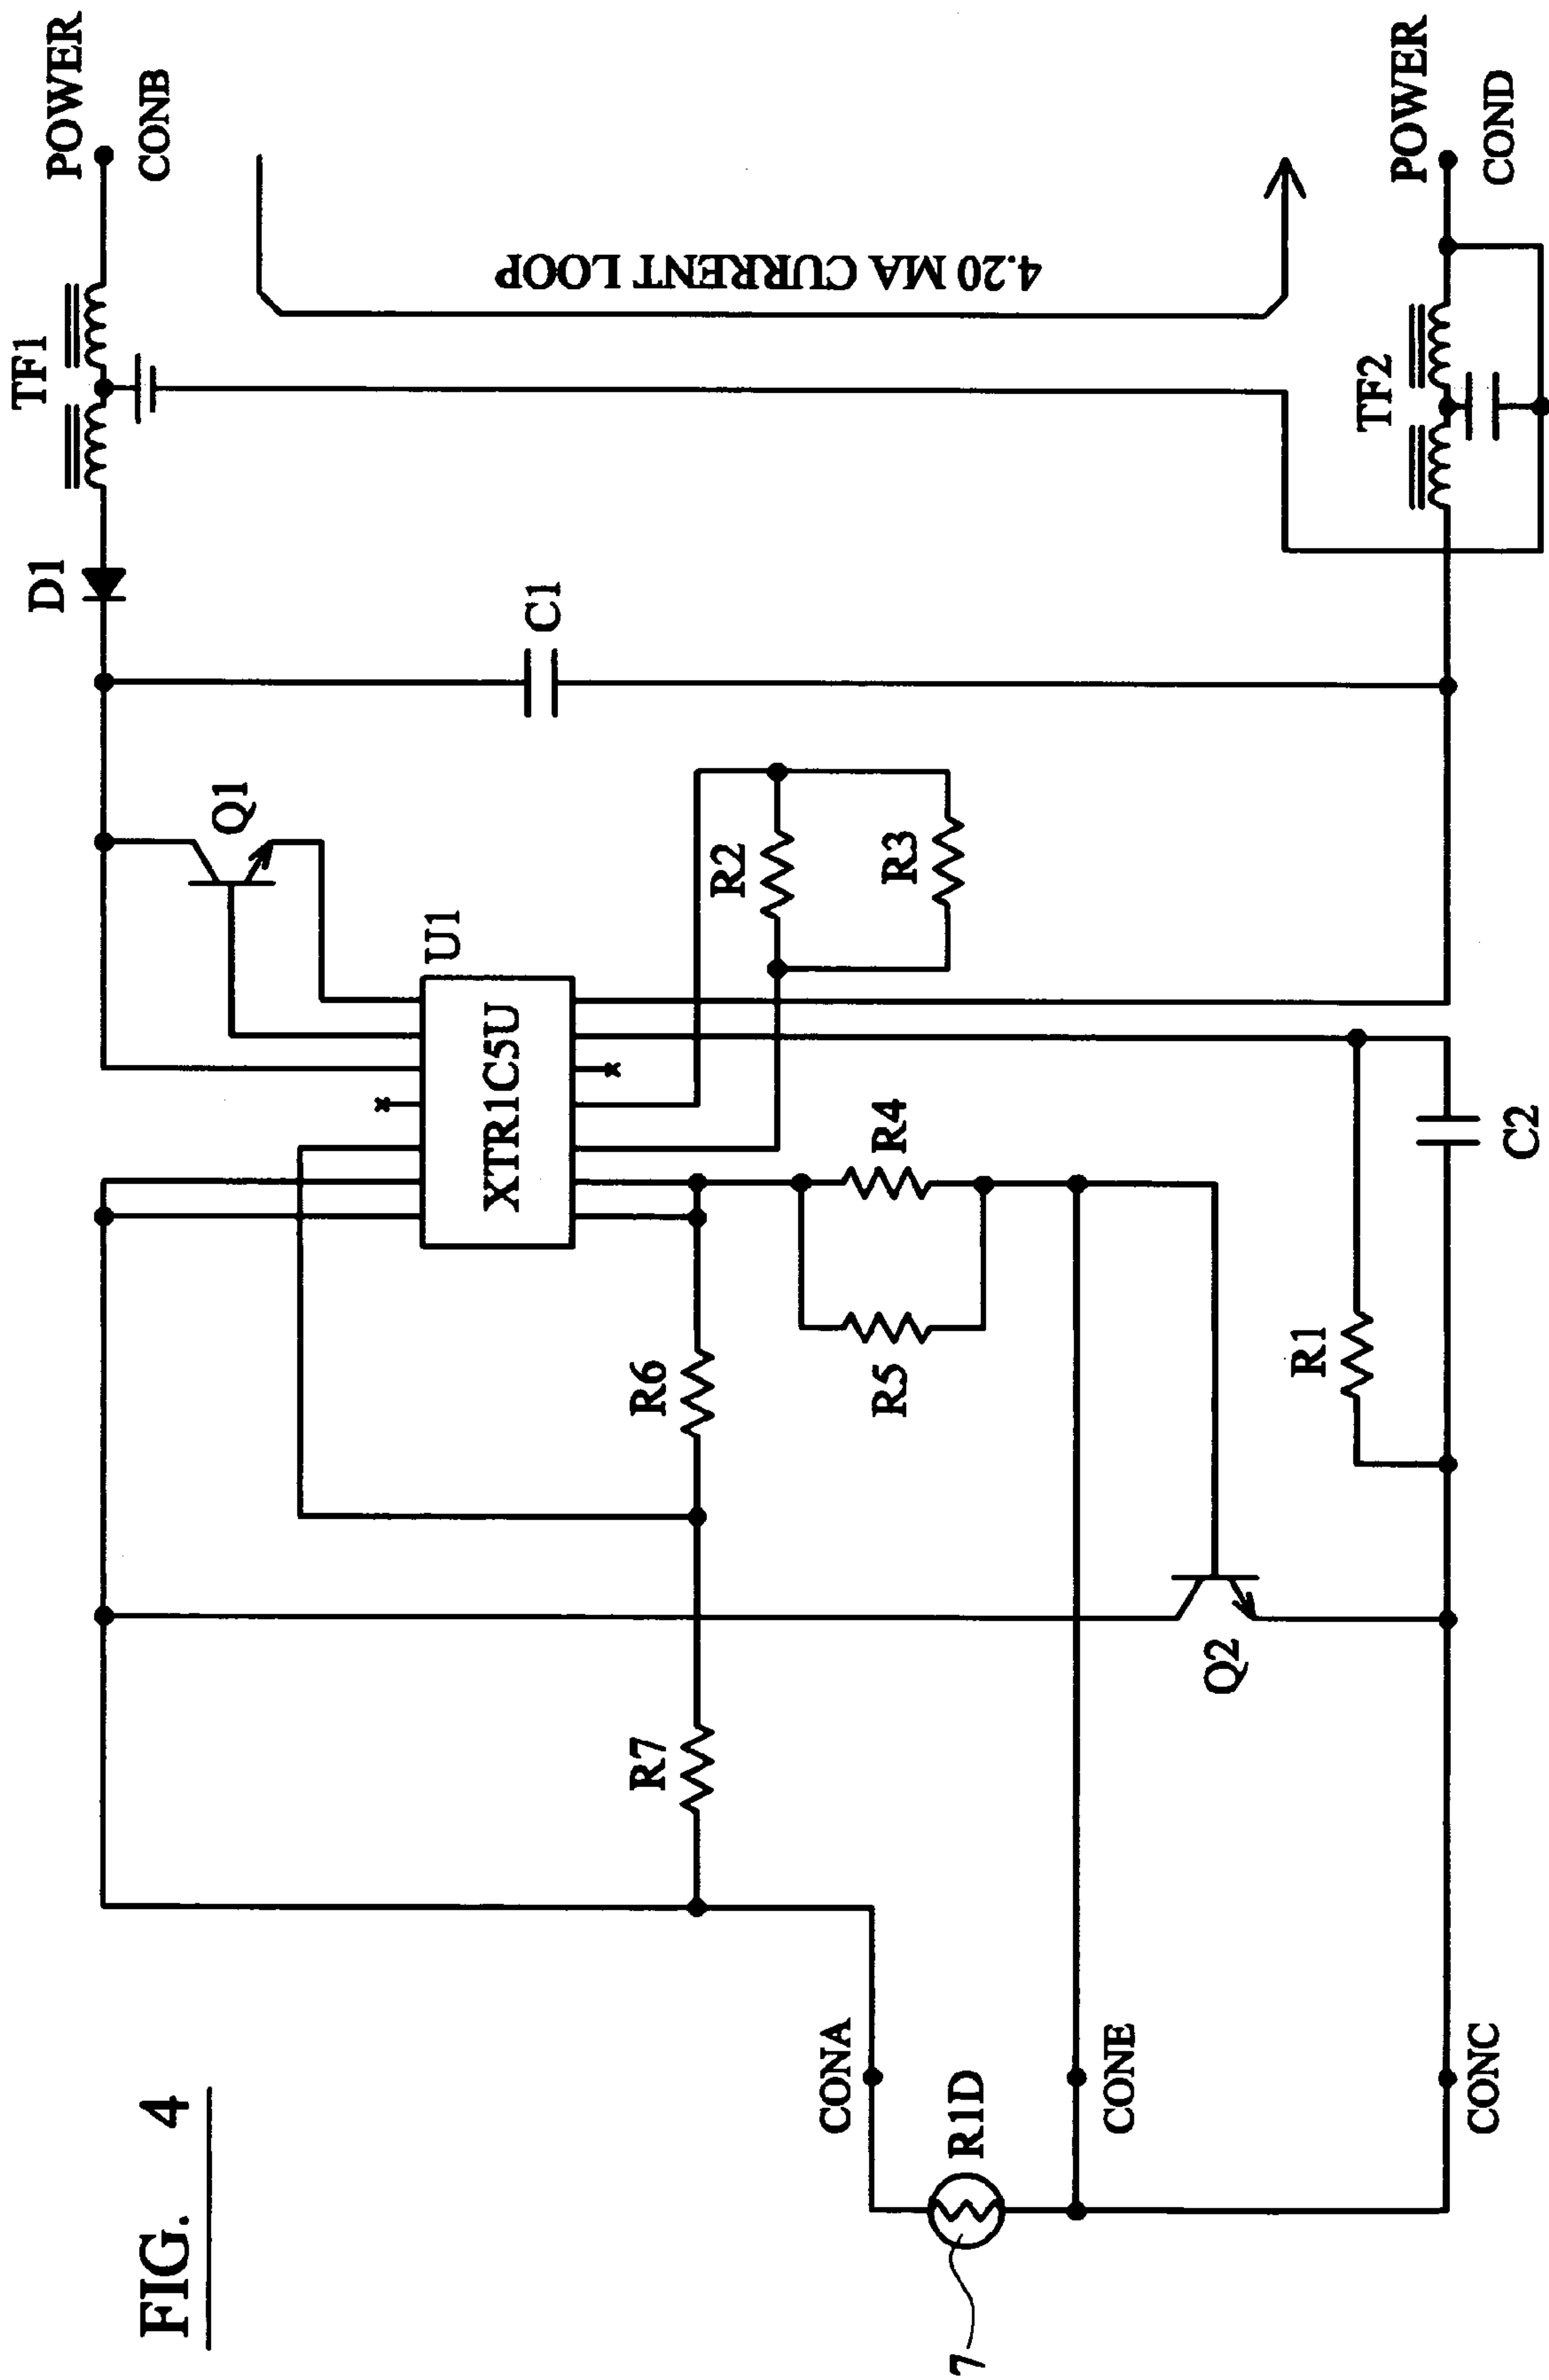 FIG. 4
POWER
CONB
TF1
D1
4.20 MA CURRENT LOOP
C1
Q1
U1
XTR1C5U
R2
R3
R4
R5
R6
R7
R1
C2
Q2
TF2
POWER
COND
CONA
R1D
CONE
CONC
7